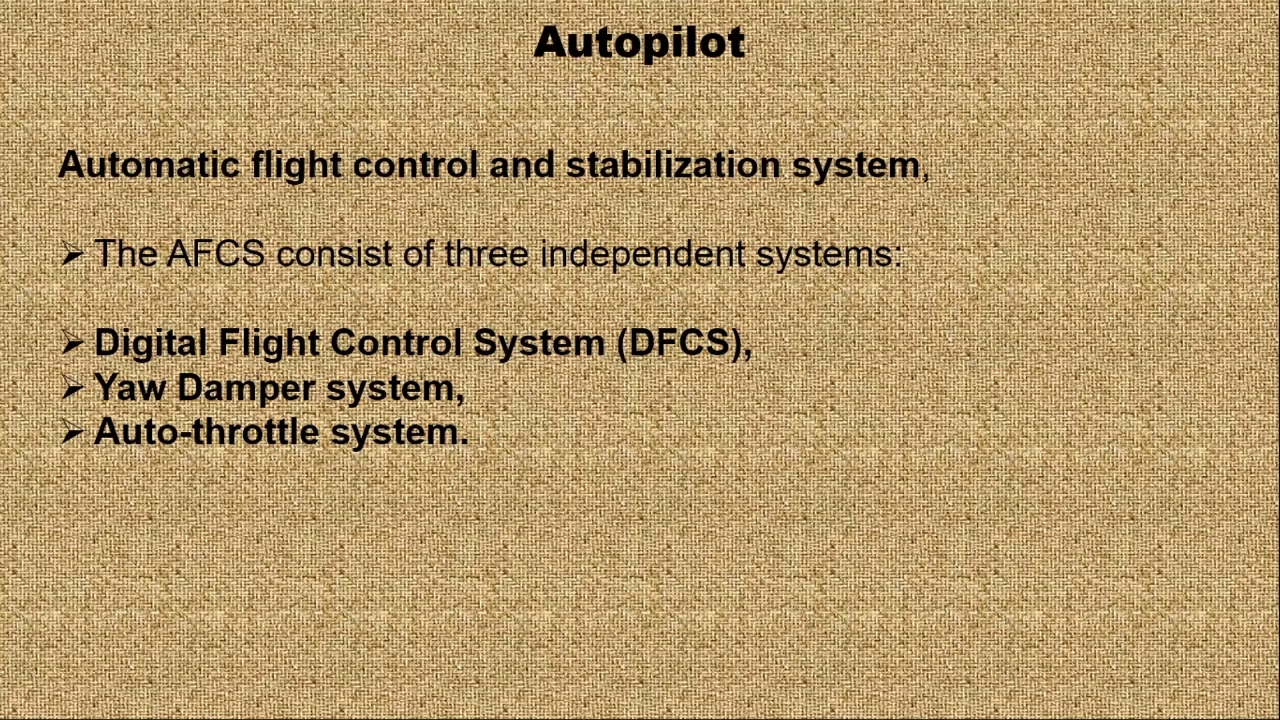 Autopilot
Automatic flight control and stabilization system,
➢ The AFCS consist of three independent systems:
➢ Digital Flight Control System (DFCS),
➢ Yaw Damper system,
➢ Auto-throttle system.